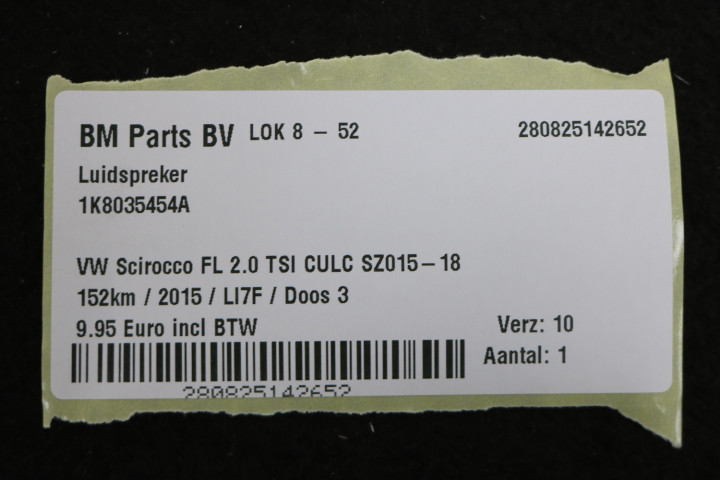 BM Parts BV LOK 8 - 52 280825142652
Luidspreker
1K8035454A
VW Scirocco FL 2.0 TSI CULC SZ015-18
152km / 2015 / LI7F / Doos 3
9.95 Euro incl BTW Verz: 10
Aantal: 1
280825142652